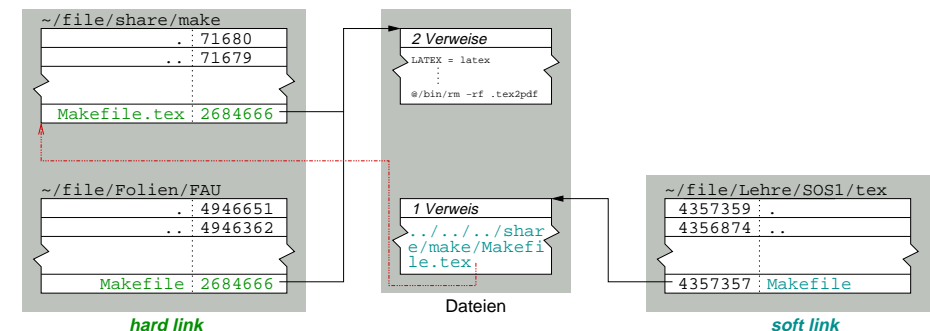 ~/file/share/make
. 71680
.. 71679
Makefile.tex 2684666
~/file/Folien/FAU
. 4946651
.. 4946362
Makefile 2684666
hard link
2 Verweise
LATEX = latex
@/bin/rm -rf .tex2pdf
1 Verweis
../../../shar
e/make/Makefi
le.tex
Dateien
~/file/Lehre/SOS1/tex
4357359 .
4356874 ..
4357357 Makefile
soft link